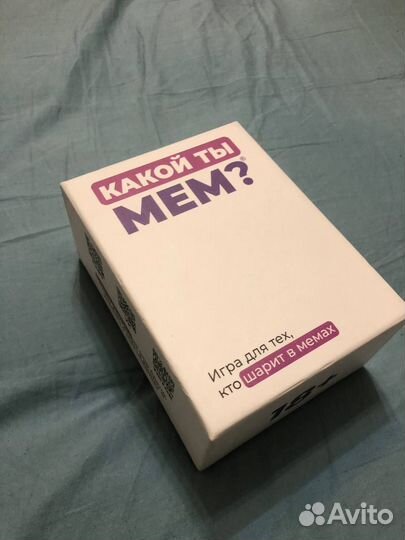 КАКОЙ ТЫ
МЕМ?®
Игра для тех,
кто шарит в мемах
18+
Avito